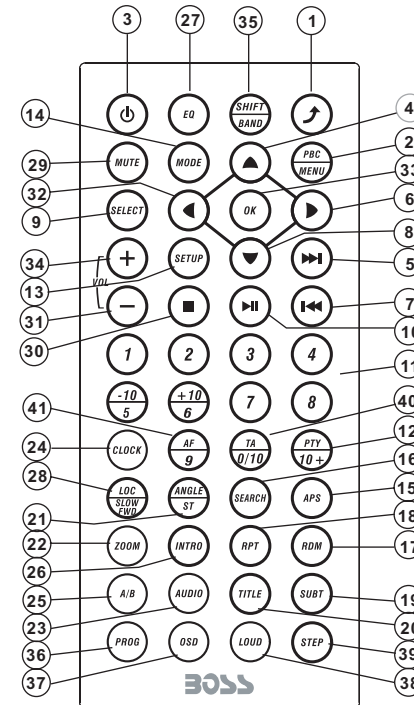 3 27 35 1
EQ SHIFT BAND
14 4
MUTE MODE PBC MENU 2
29
32 33
SELECT OK 6
9 8
34 + SETUP 5
VOL
13
31 − 7
30 10
1 2 3 4
11
-10 5 +10 6 7 8
41 40
24 CLOCK AF 9 TA 0/10 PTY 10+ 12
16
28 LOC SLOW FWD ANGLE ST SEARCH APS 15
21 18
22 ZOOM INTRO RPT RDM 17
26
25 A/B AUDIO TITLE SUBT 19
23 20
36 PROG OSD LOUD STEP 39
37 38
BOSS